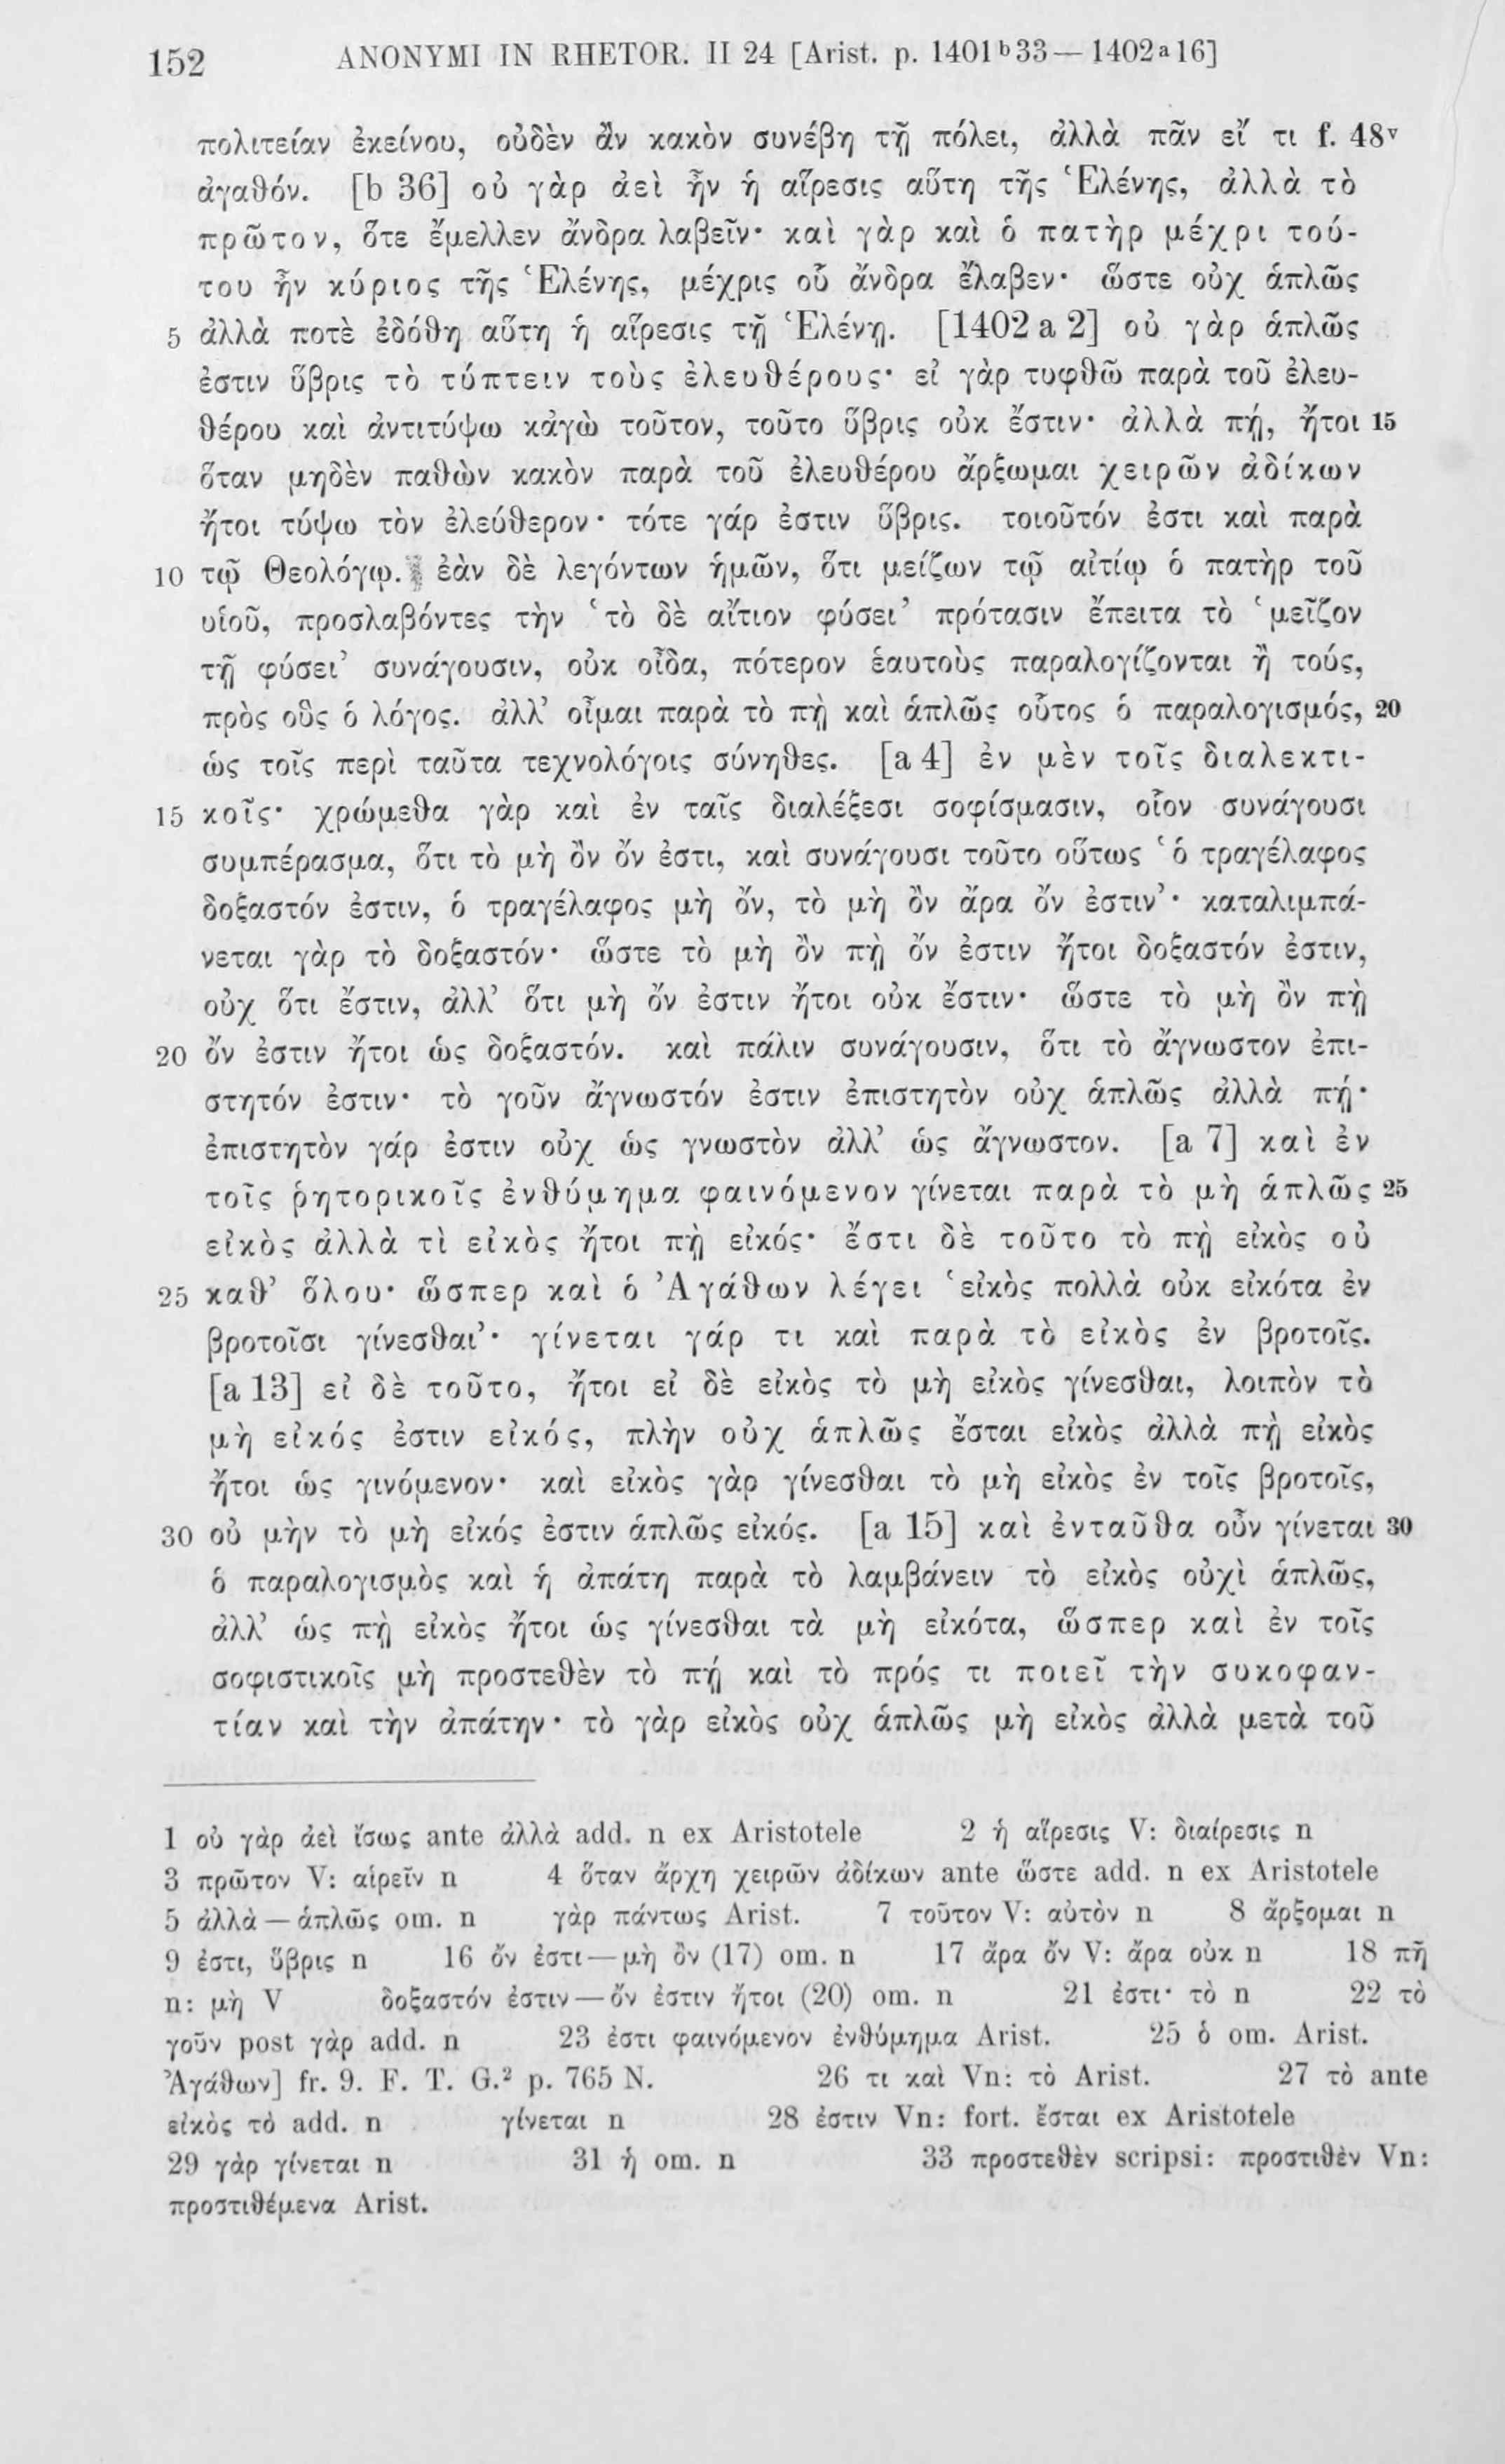 152 ANONYMI IN RHETOR. II 24 [Arist. p. 1401ᵇ33 — 1402ᵃ16]
πολιτείαν ἐκείνου, οὐδὲν ἂν κακὸν συνέβη τῇ πόλει, ἀλλὰ πᾶν εἴ τι f. 48ᵛ
ἀγαθόν. [b 36] οὐ γὰρ ἀεὶ ἦν ἡ αἵρεσις αὕτη τῆς Ἑλένης, ἀλλὰ τὸ
πρῶτον, ὅτε ἔμελλεν ἄνδρα λαβεῖν· καὶ γὰρ καὶ ὁ πατὴρ μέχρι τού-
του ἦν κύριος τῆς Ἑλένης, μέχρις οὗ ἄνδρα ἔλαβεν· ὥστε οὐχ ἁπλῶς
5 ἀλλὰ ποτὲ ἐδόθη αὕτη ἡ αἵρεσις τῇ Ἑλένῃ. [1402 a 2] οὐ γὰρ ἁπλῶς
ἐστιν ὕβρις τὸ τύπτειν τοὺς ἐλευθέρους· εἰ γὰρ τυφθῶ παρὰ τοῦ ἐλευ-
θέρου καὶ ἀντιτύψω κἀγὼ τοῦτον, τοῦτο ὕβρις οὐκ ἔστιν· ἀλλὰ πῄ, ἤτοι 15
ὅταν μηδὲν παθὼν κακὸν παρὰ τοῦ ἐλευθέρου ἄρξωμαι χειρῶν ἀδίκων
ἤτοι τύψω τὸν ἐλεύθερον· τότε γάρ ἐστιν ὕβρις. τοιοῦτόν ἐστι καὶ παρὰ
10 τῷ Θεολόγῳ. ἐὰν δὲ λεγόντων ἡμῶν, ὅτι μείζων τῷ αἰτίῳ ὁ πατὴρ τοῦ
υἱοῦ, προσλαβόντες τὴν ‘τὸ δὲ αἴτιον φύσει’ πρότασιν ἔπειτα τὸ ‘μεῖζον
τῇ φύσει’ συνάγουσιν, οὐκ οἶδα, πότερον ἑαυτοὺς παραλογίζονται ἢ τούς,
πρὸς οὓς ὁ λόγος. ἀλλ’ οἶμαι παρὰ τὸ πῂ καὶ ἁπλῶς οὗτος ὁ παραλογισμός, 20
ὡς τοῖς περὶ ταῦτα τεχνολόγοις σύνηθες. [a 4] ἐν μὲν τοῖς διαλεκτι-
15 κοῖς· χρώμεθα γὰρ καὶ ἐν ταῖς διαλέξεσι σοφίσμασιν, οἷον συνάγουσι
συμπέρασμα, ὅτι τὸ μὴ ὂν ὄν ἐστι, καὶ συνάγουσι τοῦτο οὕτως ‘ὁ τραγέλαφος
δοξαστόν ἐστιν, ὁ τραγέλαφος μὴ ὄν, τὸ μὴ ὂν ἄρα ὄν ἐστιν’· καταλιμπά-
νεται γὰρ τὸ δοξαστόν· ὥστε τὸ μὴ ὂν πῂ ὄν ἐστιν ἤτοι δοξαστόν ἐστιν,
οὐχ ὅτι ἔστιν, ἀλλ’ ὅτι μὴ ὄν ἐστιν ἤτοι οὐκ ἔστιν· ὥστε τὸ μὴ ὂν πῂ
20 ὄν ἐστιν ἤτοι ὡς δοξαστόν. καὶ πάλιν συνάγουσιν, ὅτι τὸ ἄγνωστον ἐπι-
στητόν ἐστιν· τὸ γοῦν ἄγνωστόν ἐστιν ἐπιστητὸν οὐχ ἁπλῶς ἀλλὰ πῄ·
ἐπιστητὸν γάρ ἐστιν οὐχ ὡς γνωστὸν ἀλλ’ ὡς ἄγνωστον. [a 7] καὶ ἐν
τοῖς ῥητορικοῖς ἐνθύμημα φαινόμενον γίνεται παρὰ τὸ μὴ ἁπλῶς 25
εἰκὸς ἀλλὰ τὶ εἰκὸς ἤτοι πῂ εἰκός· ἔστι δὲ τοῦτο τὸ πῂ εἰκὸς οὐ
25 καθ’ ὅλου· ὥσπερ καὶ ὁ Ἀγάθων λέγει ‘εἰκὸς πολλὰ οὐκ εἰκότα ἐν
βροτοῖσι γίνεσθαι’· γίνεται γάρ τι καὶ παρὰ τὸ εἰκὸς ἐν βροτοῖς.
[a 13] εἰ δὲ τοῦτο, ἤτοι εἰ δὲ εἰκὸς τὸ μὴ εἰκὸς γίνεσθαι, λοιπὸν τὸ
μὴ εἰκός ἐστιν εἰκός, πλὴν οὐχ ἁπλῶς ἔσται εἰκὸς ἀλλὰ πῂ εἰκὸς
ἤτοι ὡς γινόμενον· καὶ εἰκὸς γὰρ γίνεσθαι τὸ μὴ εἰκὸς ἐν τοῖς βροτοῖς,
30 οὐ μὴν τὸ μὴ εἰκός ἐστιν ἁπλῶς εἰκός. [a 15] καὶ ἐνταῦθα οὖν γίνεται 30
ὁ παραλογισμὸς καὶ ἡ ἀπάτη παρὰ τὸ λαμβάνειν τὸ εἰκὸς οὐχὶ ἁπλῶς,
ἀλλ’ ὡς πῂ εἰκὸς ἤτοι ὡς γίνεσθαι τὰ μὴ εἰκότα, ὥσπερ καὶ ἐν τοῖς
σοφιστικοῖς μὴ προστεθὲν τὸ πῄ καὶ τὸ πρός τι ποιεῖ τὴν συκοφαν-
τίαν καὶ τὴν ἀπάτην· τὸ γὰρ εἰκὸς οὐχ ἁπλῶς μὴ εἰκὸς ἀλλὰ μετὰ τοῦ
1 οὐ γὰρ ἀεὶ ἴσως ante ἀλλὰ add. n ex Aristotele 2 ἡ αἵρεσις V: διαίρεσις n
3 πρῶτον V: αἱρεῖν n 4 ὅταν ἄρχη χειρῶν ἀδίκων ante ὥστε add. n ex Aristotele
5 ἀλλὰ — ἁπλῶς om. n γὰρ πάντως Arist. 7 τοῦτον V: αὐτὸν n 8 ἄρξομαι n
9 ἐστι, ὕβρις n 16 ὄν ἐστι — μὴ ὂν (17) om. n 17 ἄρα ὄν V: ἄρα οὐκ n 18 πῆ
n: μὴ V δοξαστόν ἐστιν — ὄν ἐστιν ἤτοι (20) om. n 21 ἐστι· τὸ n 22 τὸ
γοῦν post γὰρ add. n 23 ἐστι φαινόμενον ἐνθύμημα Arist. 25 ὁ om. Arist.
Ἀγάθων] fr. 9. F. T. G.² p. 765 N. 26 τι καὶ Vn: τὸ Arist. 27 τὸ ante
εἰκὸς τὸ add. n γίνεται n 28 ἐστιν Vn: fort. ἔσται ex Aristotele
29 γὰρ γίνεται n 31 ἡ om. n 33 προστεθὲν scripsi: προστιθὲν Vn:
προστιθέμενα Arist.